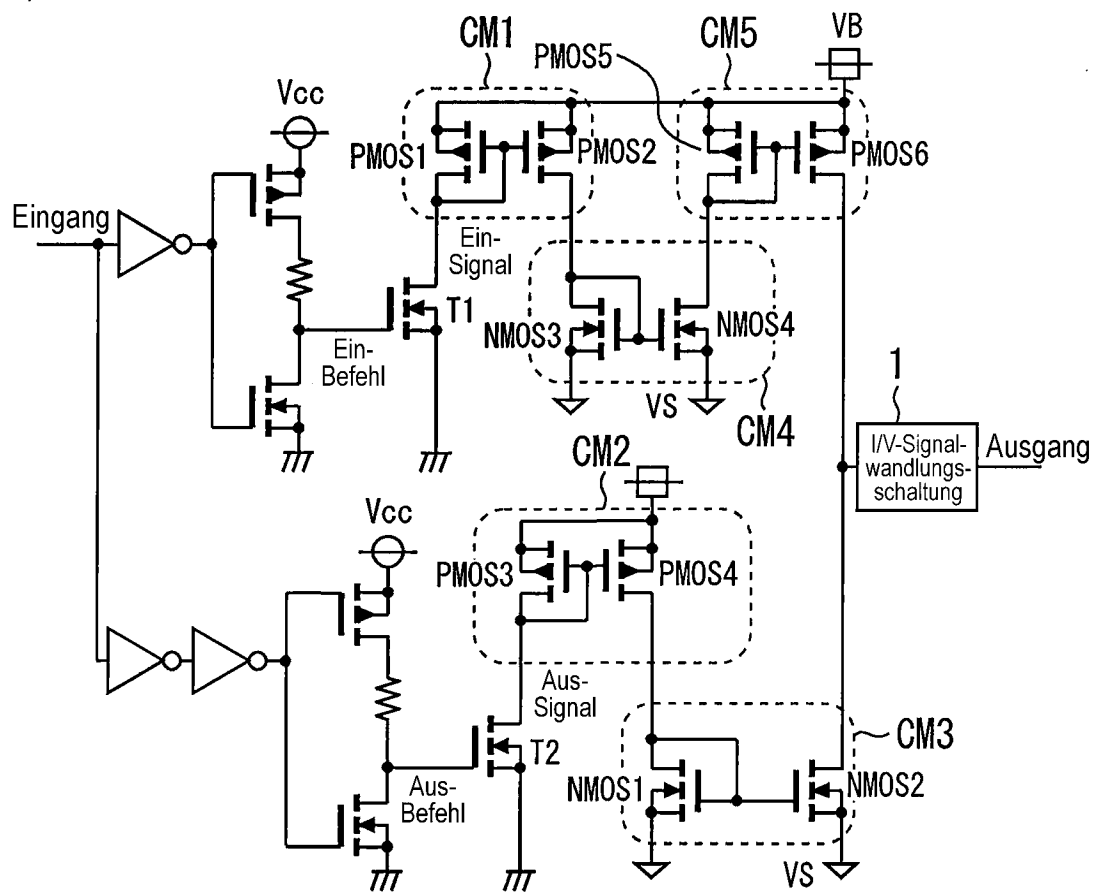 CM1
CM5
VB
PMOS5
Vcc
PMOS1
PMOS2
PMOS6
Eingang
Ein-
Signal
T1
NMOS3
NMOS4
Ein-
Befehl
VS
CM4
1
I/V-Signal-
wandlungs-
schaltung
Ausgang
CM2
Vcc
PMOS3
PMOS4
Aus-
Signal
T2
CM3
NMOS1
NMOS2
Aus-
Befehl
VS